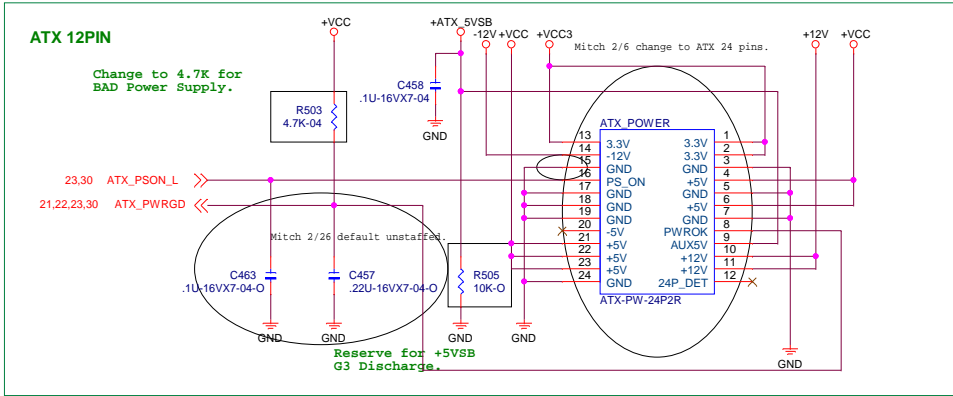 ATX 12PIN
+VCC
+ATX_5VSB
-12V
+VCC
+VCC3
+12V
+VCC
Mitch 2/6 change to ATX 24 pins.
Change to 4.7K for
BAD Power Supply.
C458
.1U-16VX7-04
GND
R503
4.7K-04
ATX_POWER
13 3.3V 3.3V 1
14 -12V 3.3V 2
15 GND GND 3
16 PS_ON +5V 4
17 GND GND 5
18 GND +5V 6
19 GND GND 7
20 -5V PWROK 8
21 +5V AUX5V 9
22 +5V +12V 10
23 +5V +12V 11
24 GND 24P_DET 12
ATX-PW-24P2R
23,30 ATX_PSON_L
21,22,23,30 ATX_PWRGD
Mitch 2/26 default unstaffed.
C463
.1U-16VX7-04-O
C457
.22U-16VX7-04-O
R505
10K-O
GND
GND
GND
GND
GND
Reserve for +5VSB
G3 Discharge.